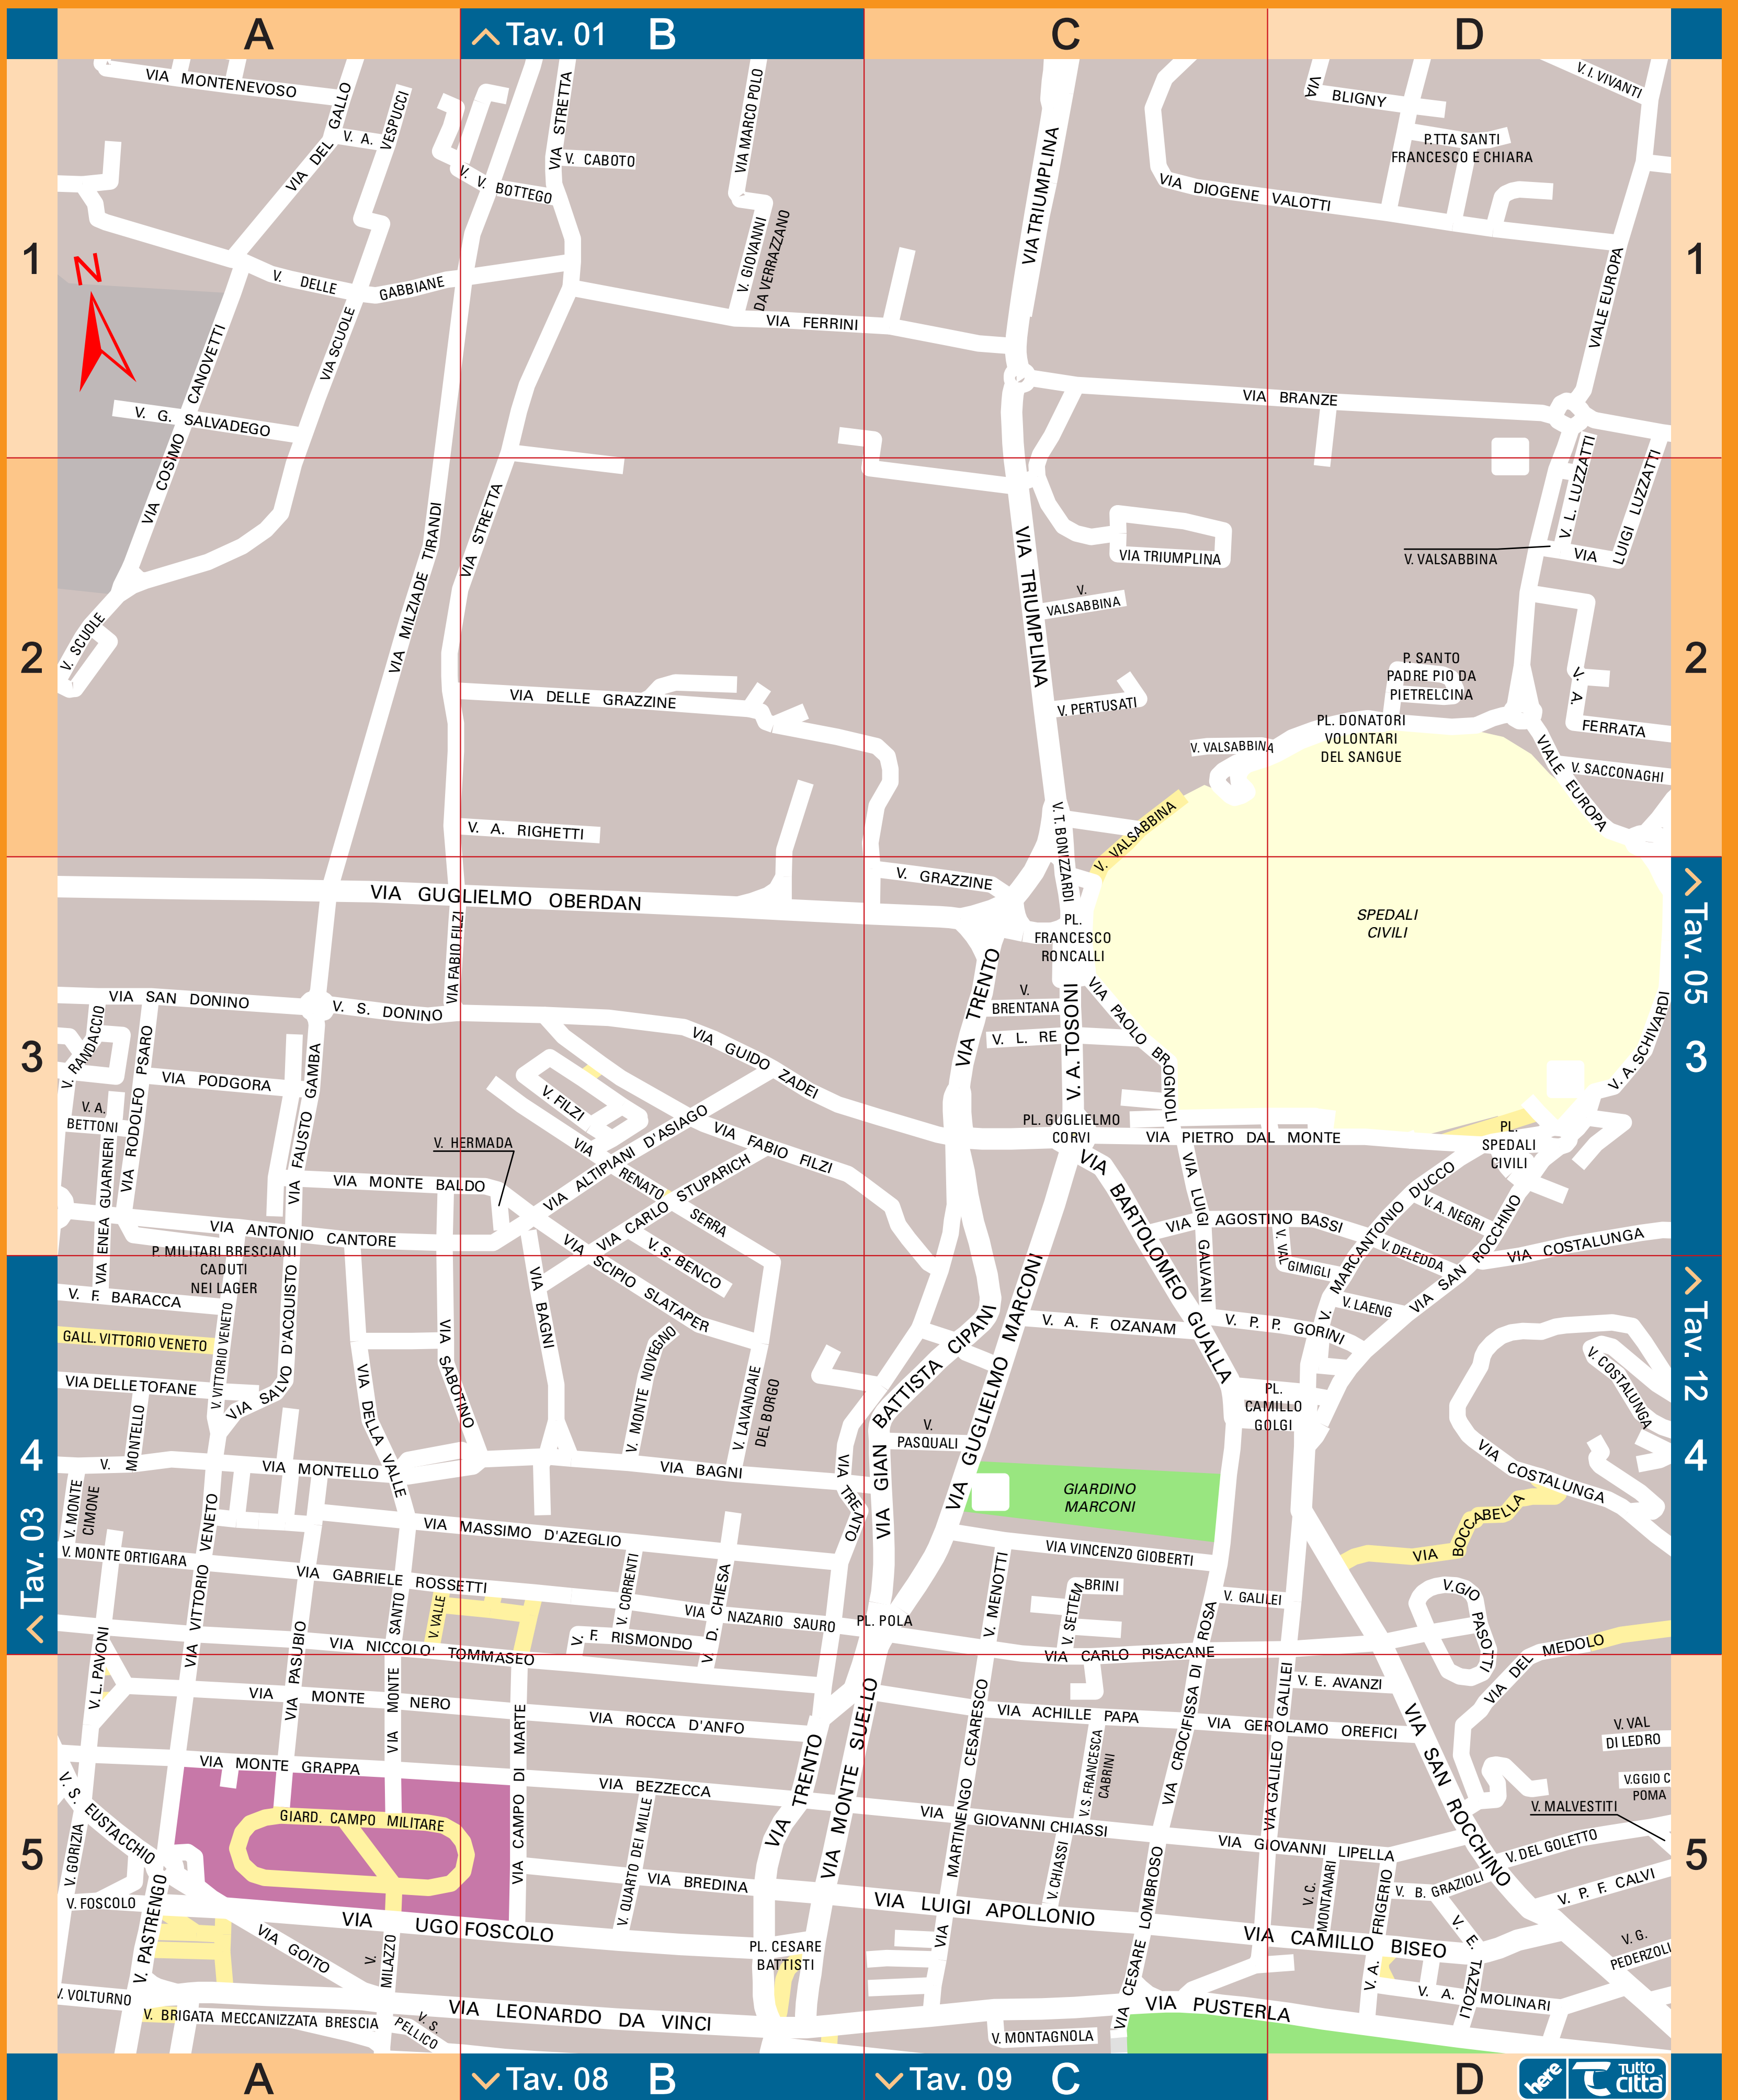 A
Tav. 01
B
C
D
1
2
3
4
Tav. 03
5
1
2
Tav. 05
3
Tav. 12
4
5
A
Tav. 08
B
Tav. 09
C
D
N
VIA MONTENEVOSO
VIA DEL GALLO
V. A. VESPUCCI
V. V. BOTTEGO
VIA STRETTA
V. CABOTO
VIA MARCO POLO
V. GIOVANNI
DA VERRAZZANO
VIA TRIUMPLINA
VIA BLIGNY
V. I. VIVANTI
P.TTA SANTI
FRANCESCO E CHIARA
VIA DIOGENE VALOTTI
VIALE EUROPA
V. DELLE GABBIANE
VIA SCUOLE
VIA COSIMO CANOVETTI
V. G. SALVADEGO
VIA FERRINI
VIA BRANZE
V. L. LUZZATTI
VIA LUIGI LUZZATTI
V. VALSABBINA
VIA MILZIADE TIRANDI
VIA STRETTA
VIA TRIUMPLINA
VIA TRIUMPLINA
V.
VALSABBINA
V. SCUOLE
VIA DELLE GRAZZINE
V. PERTUSATI
V. VALSABBINA
P. SANTO
PADRE PIO DA
PIETRELCINA
PL. DONATORI
VOLONTARI
DEL SANGUE
V. A.
FERRATA
V. SACCONAGHI
VIALE EUROPA
V. A. RIGHETTI
V. T. BONIZZARDI
V. VALSABBINA
VIA GUGLIELMO OBERDAN
V. GRAZZINE
PL.
FRANCESCO
RONCALLI
SPEDALI
CIVILI
VIA FABIO FILZI
VIA SAN DONINO
V. S. DONINO
V. RANDACCIO
VIA RODOLFO PSARO
VIA PODGORA
VIA FAUSTO GAMBA
V. A.
BETTONI
VIA ENEA GUARNERI
V. HERMADA
VIA GUIDO ZADEI
V. FILZI
VIA ALTIPIANI D'ASIAGO
VIA FABIO FILZI
VIA RENATO SERRA
VIA CARLO STUPARICH
V. S. BENCO
VIA SCIPIO SLATAPER
VIA TRENTO
V.
BRENTANA
V. L. RE
V. A. TOSONI
VIA PAOLO BROGNOLI
V. A. SCHIVARDI
PL. GUGLIELMO
CORVI
VIA PIETRO DAL MONTE
PL.
SPEDALI
CIVILI
VIA MONTE BALDO
VIA ANTONIO CANTORE
P. MILITARI BRESCIANI
CADUTI
NEI LAGER
VIA BARTOLOMEO GUALLA
VIA LUIGI GALVANI
VIA AGOSTINO BASSI
V. VAL
GIMIGLI
V. MARCANTONIO DUCCO
V. A. NEGRI
V. DELEDDA
VIA SAN ROCCHINO
VIA COSTALUNGA
V. LAENG
V. F. BARACCA
GALL. VITTORIO VENETO
VIA DELLE TOFANE
V. VITTORIO VENETO
VIA SALVO D'ACQUISTO
V. MONTELLO
VIA MONTELLO
VIA DELLA VALLE
VIA SABOTINO
VIA BAGNI
V. MONTE NOVEGNO
V. LAVANDAIE
DEL BORGO
VIA BAGNI
VIA TRENTO
VIA GIAN BATTISTA CIPANI
VIA GUGLIELMO MARCONI
V. A. F. OZANAM
V. P. P. GORINI
V.
PASQUALI
PL.
CAMILLO
GOLGI
V. COSTALUNGA
VIA COSTALUNGA
GIARDINO
MARCONI
VIA BOCCABELLA
V. MONTE
CIMONE
V. MONTE ORTIGARA
VIA VITTORIO VENETO
VIA MASSIMO D'AZEGLIO
VIA GABRIELE ROSSETTI
V. VALLE
VIA NICCOLO' TOMMASEO
V. CORRENTI
V. D. CHIESA
VIA NAZARIO SAURO
V. F. RISMONDO
PL. POLA
VIA VINCENZO GIOBERTI
V. MENOTTI
V. SETTEMBRINI
V. GALILEI
VIA CARLO PISACANE
V. GIO PASOTTI
VIA DEL MEDOLO
V. L. PAVONI
VIA PASUBIO
VIA MONTE SANTO
VIA MONTE NERO
VIA ROCCA D'ANFO
VIA MONTE GRAPPA
VIA CAMPO DI MARTE
VIA BEZZECCA
VIA TRENTO
VIA MONTE SUELLO
VIA MARTINENGO CESARESCO
VIA ACHILLE PAPA
V. S. FRANCESCA
CABRINI
VIA CROCIFISSA DI ROSA
VIA GALILEO GALILEI
V. E. AVANZI
VIA GEROLAMO OREFICI
VIA SAN ROCCHINO
V. VAL
DI LEDRO
V.GGIO C
POMA
V. MALVESTITI
V. S. EUSTACCHIO
V. GORIZIA
GIARD. CAMPO MILITARE
V. FOSCOLO
V. PASTRENGO
VIA UGO FOSCOLO
VIA GOITO
V.
MILAZZO
V. QUARTO DEI MILLE
VIA BREDINA
VIA GIOVANNI CHIASSI
V. CHIASSI
VIA LUIGI APOLLONIO
VIA
VIA CESARE LOMBROSO
VIA GIOVANNI LIPELLA
V. C.
MONTANARI
V. A. FRIGERIO
V. B. GRAZIOLI
V. DEL GOLETTO
V. P. F. CALVI
V. E. TAZZOLI
VIA CAMILLO BISEO
V. G.
PEDERZOLI
V. A. MOLINARI
PL. CESARE
BATTISTI
V. VOLTURNO
V. BRIGATA MECCANIZZATA BRESCIA
V. S.
PELLICO
VIA LEONARDO DA VINCI
V. MONTAGNOLA
VIA PUSTERLA
here
TUTTO
città